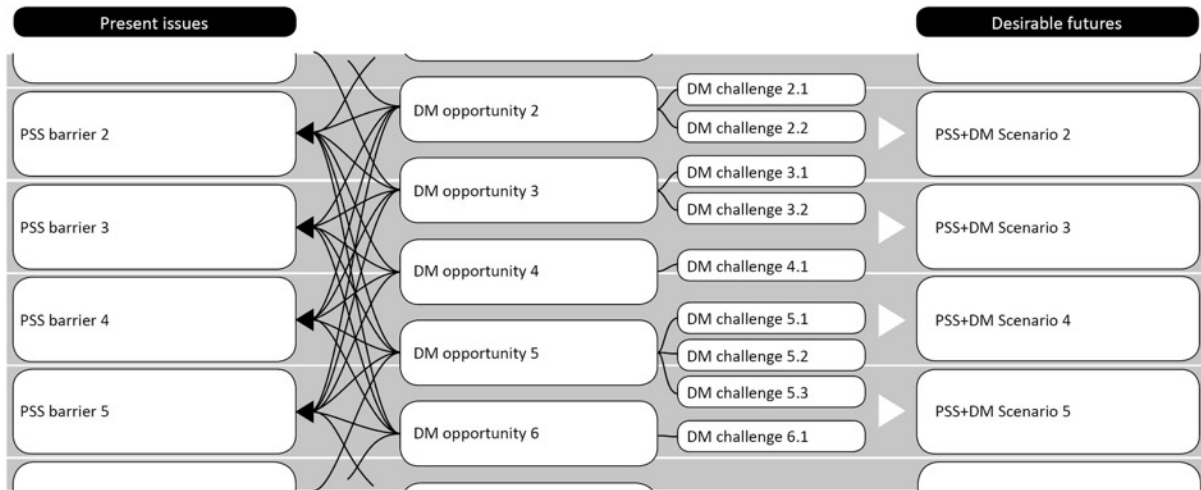 Present issues
Desirable futures
PSS barrier 2
DM opportunity 2
DM challenge 2.1
DM challenge 2.2
PSS+DM Scenario 2
PSS barrier 3
DM opportunity 3
DM challenge 3.1
DM challenge 3.2
PSS+DM Scenario 3
PSS barrier 4
DM opportunity 4
DM challenge 4.1
PSS+DM Scenario 4
PSS barrier 5
DM opportunity 5
DM challenge 5.1
DM challenge 5.2
DM challenge 5.3
PSS+DM Scenario 5
DM opportunity 6
DM challenge 6.1